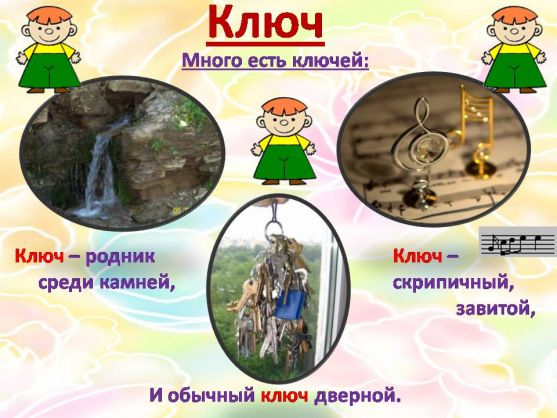 Ключ
Много есть ключей:
Ключ – родник
среди камней,
Ключ –
скрипичный,
завитой,
И обычный ключ дверной.